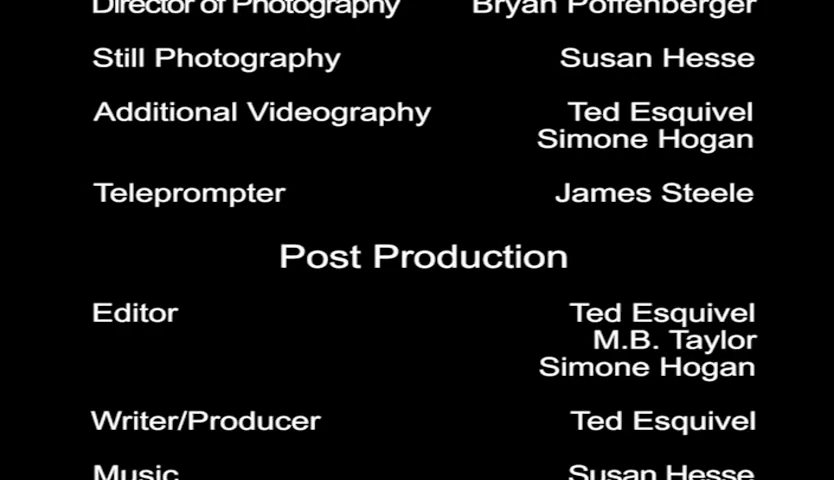 Director of Photography Bryan Poffenberger
Still Photography Susan Hesse
Additional Videography Ted Esquivel
Simone Hogan
Teleprompter James Steele
Post Production
Editor Ted Esquivel
M.B. Taylor
Simone Hogan
Writer/Producer Ted Esquivel
Music Susan Hesse